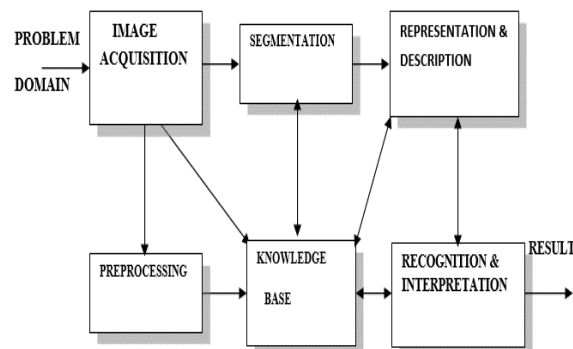 PROBLEM
DOMAIN
IMAGE
ACQUISITION
SEGMENTATION
REPRESENTATION &
DESCRIPTION
PREPROCESSING
KNOWLEDGE
BASE
RECOGNITION &
INTERPRETATION
RESULT